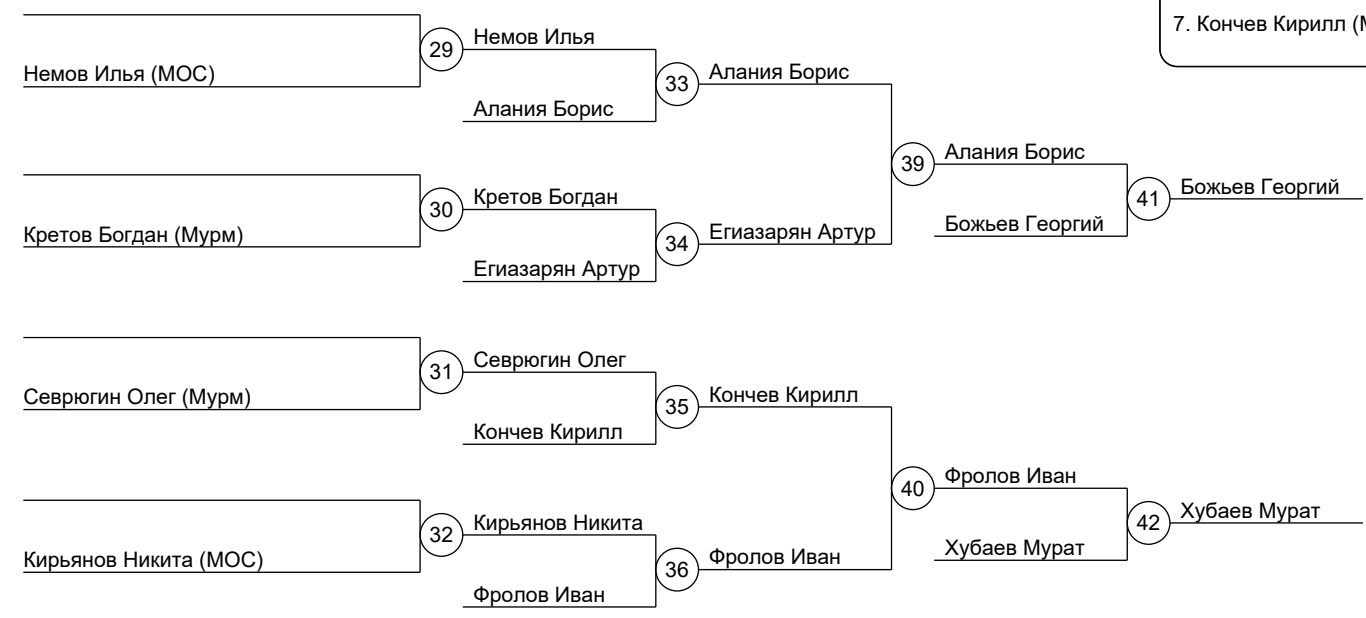 7. Кончев Кирилл (М
29
Немов Илья
Немов Илья (МОС)
33
Алания Борис
Алания Борис
39
Алания Борис
30
Кретов Богдан
Кретов Богдан (Мурм)
34
Егиазарян Артур
Егиазарян Артур
Божьев Георгий
41
Божьев Георгий
31
Севрюгин Олег
Севрюгин Олег (Мурм)
35
Кончев Кирилл
Кончев Кирилл
40
Фролов Иван
32
Кирьянов Никита
Кирьянов Никита (МОС)
36
Фролов Иван
Фролов Иван
Хубаев Мурат
42
Хубаев Мурат